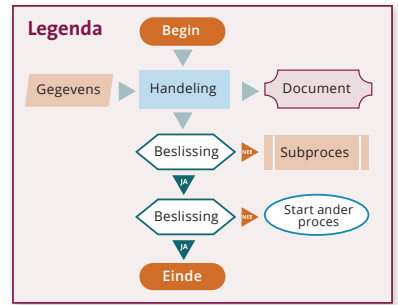 Legenda
Begin
Gegevens
Handeling
Document
Beslissing
NEE
Subproces
JA
Beslissing
NEE
Start ander
proces
JA
Einde